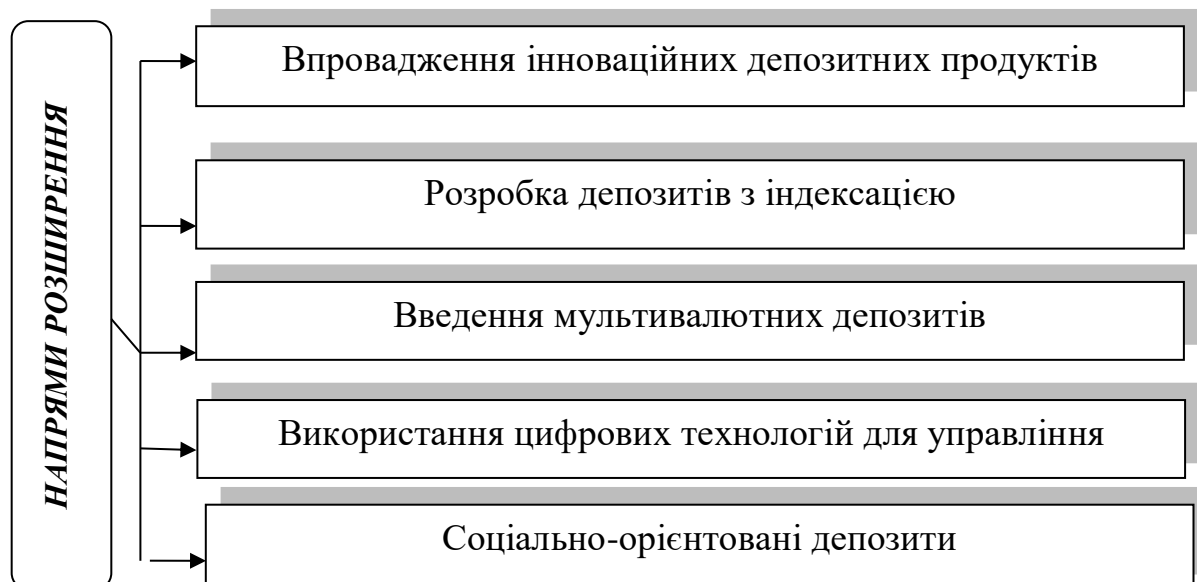 НАПРЯМИ РОЗШИРЕННЯ
Впровадження інноваційних депозитних продуктів
Розробка депозитів з індексацією
Введення мультивалютних депозитів
Використання цифрових технологій для управління
Соціально-орієнтовані депозити